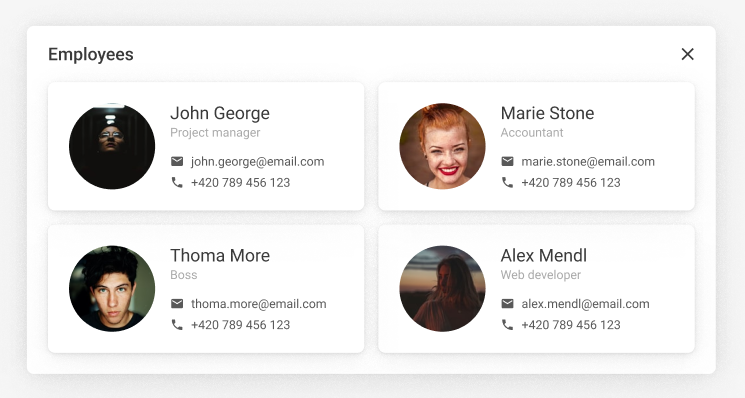 Employees
John George
Project manager
john.george@email.com
+420 789 456 123
Marie Stone
Accountant
marie.stone@email.com
+420 789 456 123
Thoma More
Boss
thoma.more@email.com
+420 789 456 123
Alex Mendl
Web developer
alex.mendl@email.com
+420 789 456 123